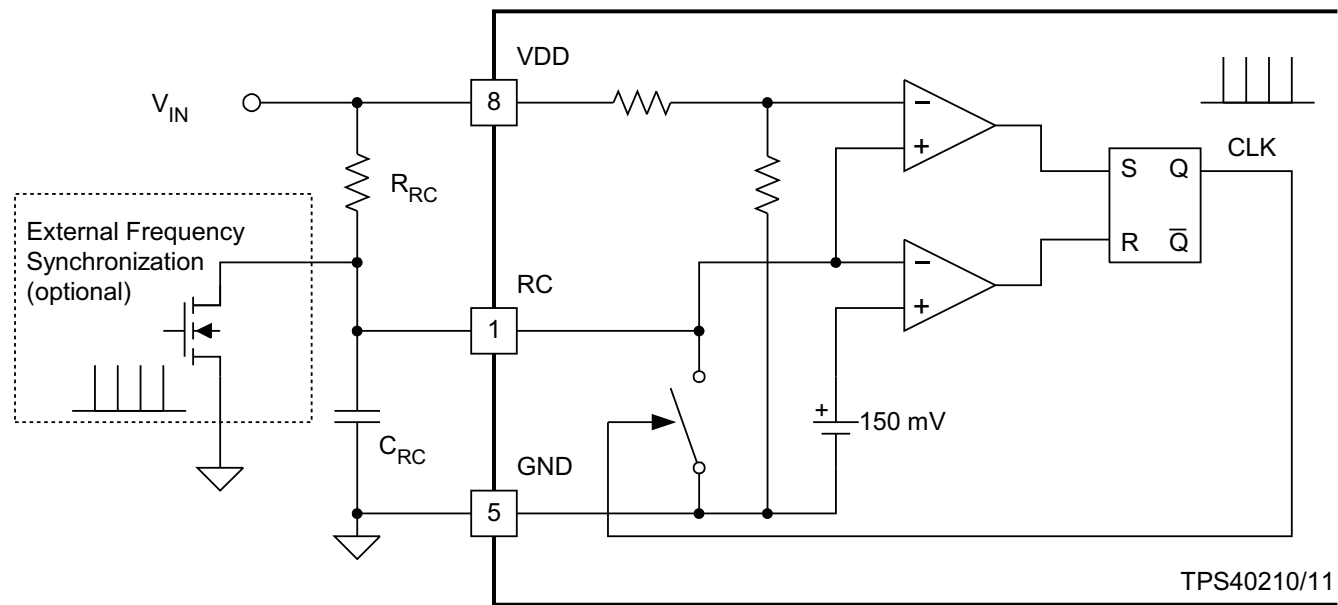 VDD
V_IN
8
−
+
CLK
R_RC
S Q
R Q̅
External Frequency
Synchronization
(optional)
RC
1
−
+
+
150 mV
C_RC
GND
5
TPS40210/11